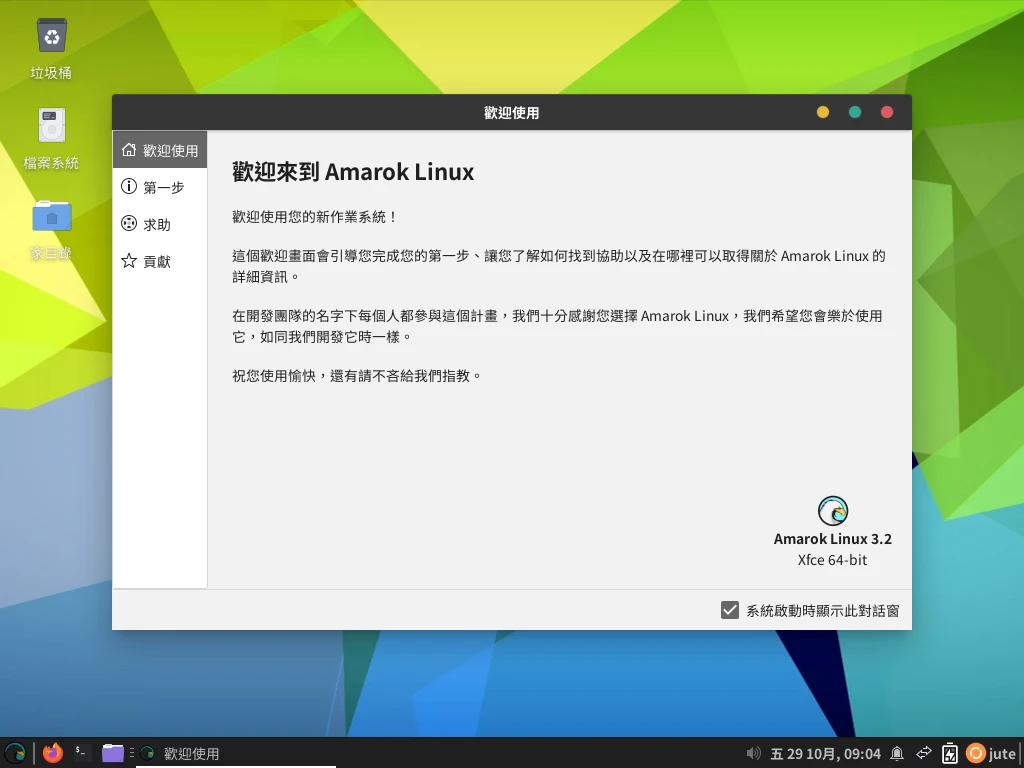 垃圾桶
檔案系統
家目錄
歡迎使用
歡迎使用
第一步
求助
貢獻
歡迎來到 Amarok Linux
歡迎使用您的新作業系統！
這個歡迎畫面會引導您完成您的第一步、讓您了解如何找到協助以及在哪裡可以取得關於 Amarok Linux 的
詳細資訊。
在開發團隊的名字下每個人都參與這個計畫，我們十分感謝您選擇 Amarok Linux，我們希望您會樂於使用
它，如同我們開發它時一樣。
祝您使用愉快，還有請不吝給我們指教。
Amarok Linux 3.2
Xfce 64-bit
系統啟動時顯示此對話窗
$_
歡迎使用
五 29 10月, 09:04
jute